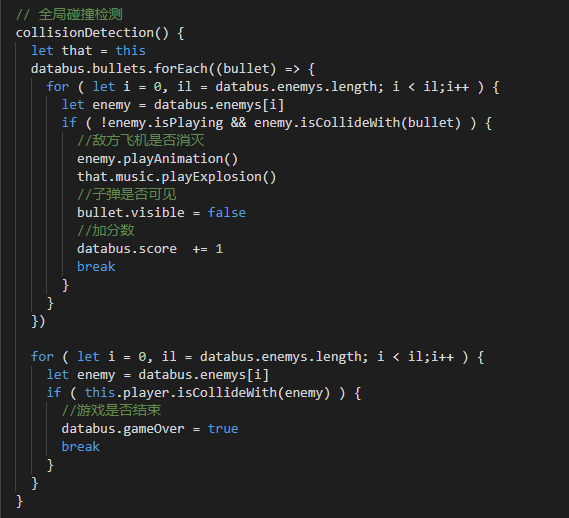 // 全局碰撞检测
collisionDetection() {
  let that = this
  databus.bullets.forEach((bullet) => {
    for ( let i = 0, il = databus.enemys.length; i < il;i++ ) {
      let enemy = databus.enemys[i]
      if ( !enemy.isPlaying && enemy.isCollideWith(bullet) ) {
        //敌方飞机是否消灭
        enemy.playAnimation()
        that.music.playExplosion()
        //子弹是否可见
        bullet.visible = false
        //加分数
        databus.score  += 1
        break
      }
    }
  })

  for ( let i = 0, il = databus.enemys.length; i < il;i++ ) {
    let enemy = databus.enemys[i]
    if ( this.player.isCollideWith(enemy) ) {
      //游戏是否结束
      databus.gameOver = true
      break
    }
  }
}